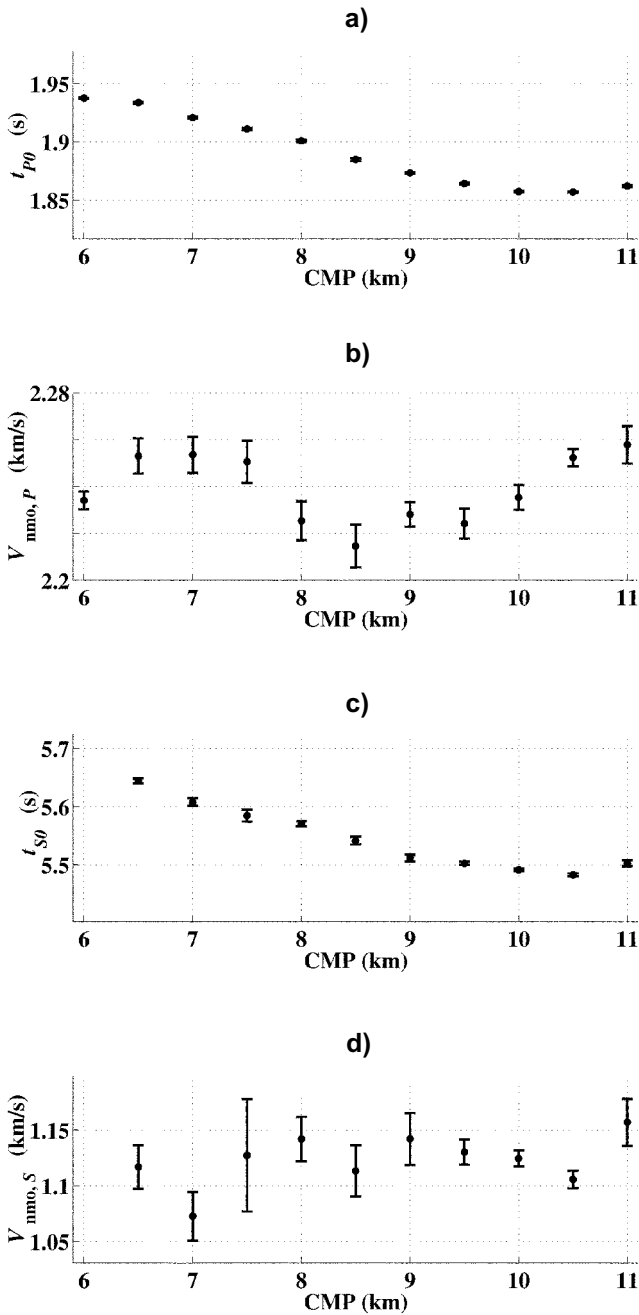 a)
t_P0 (s)
1.95
1.9
1.85
6 7 8 9 10 11
CMP (km)
b)
V_nmo,P (km/s)
2.28
2.2
6 7 8 9 10 11
CMP (km)
c)
t_S0 (s)
5.7
5.6
5.5
6 7 8 9 10 11
CMP (km)
d)
V_nmo,S (km/s)
1.15
1.1
1.05
6 7 8 9 10 11
CMP (km)